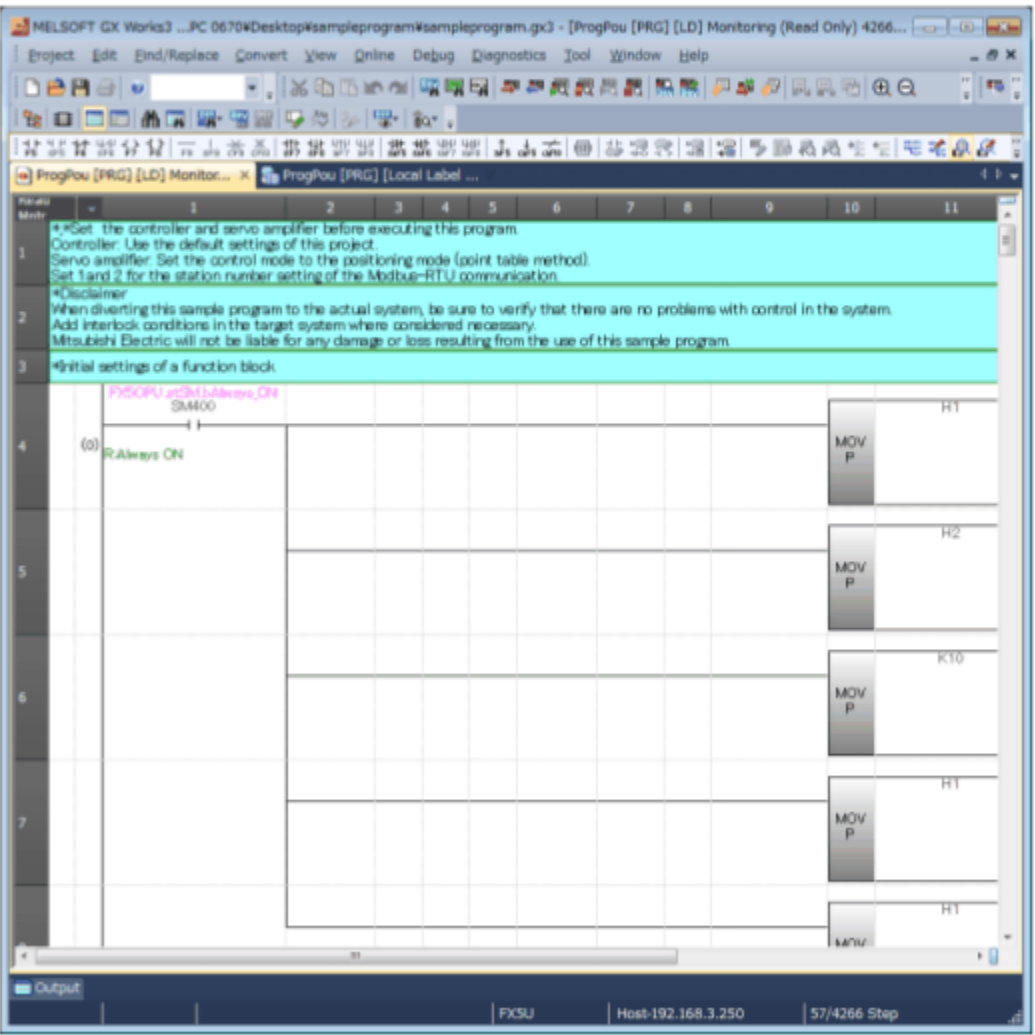 MELSOFT GX Works3 ...PC 0670¥Desktop¥sampleprogram¥sampleprogram.gx3 - [ProgPou [PRG] [LD] Monitoring (Read Only) 4266...
Project Edit Find/Replace Convert View Online Debug Diagnostics Tool Window Help
ProgPou [PRG] [LD] Monitor... ProgPou [PRG] [Local Label ...
1 2 3 4 5 6 7 8 9 10 11
1
*,*Set the controller and servo amplifier before executing this program.
Controller: Use the default settings of this project.
Servo amplifier: Set the control mode to the positioning mode (point table method).
Set 1and 2 for the station number setting of the Modbus-RTU communication.
2
*Disclaimer
When diverting this sample program to the actual system, be sure to verify that there are no problems with control in the system.
Add interlock conditions in the target system where considered necessary.
Mitsubishi Electric will not be liable for any damage or loss resulting from the use of this sample program.
3 *Initial settings of a function block
SM400
H1
4 (0)
R:Always ON
MOV
P
H2
5
MOV
P
K10
6
MOV
P
H1
7
MOV
P
H1
MOV
Output
FX5U Host-192.168.3.250 57/4266 Step